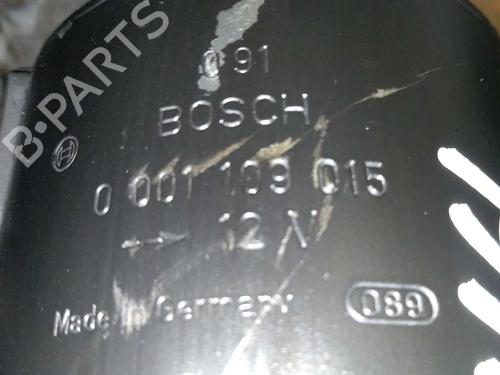 091
BOSCH
0 001 109 015
→ 12 V
Made in Germany 089
B·PARTS